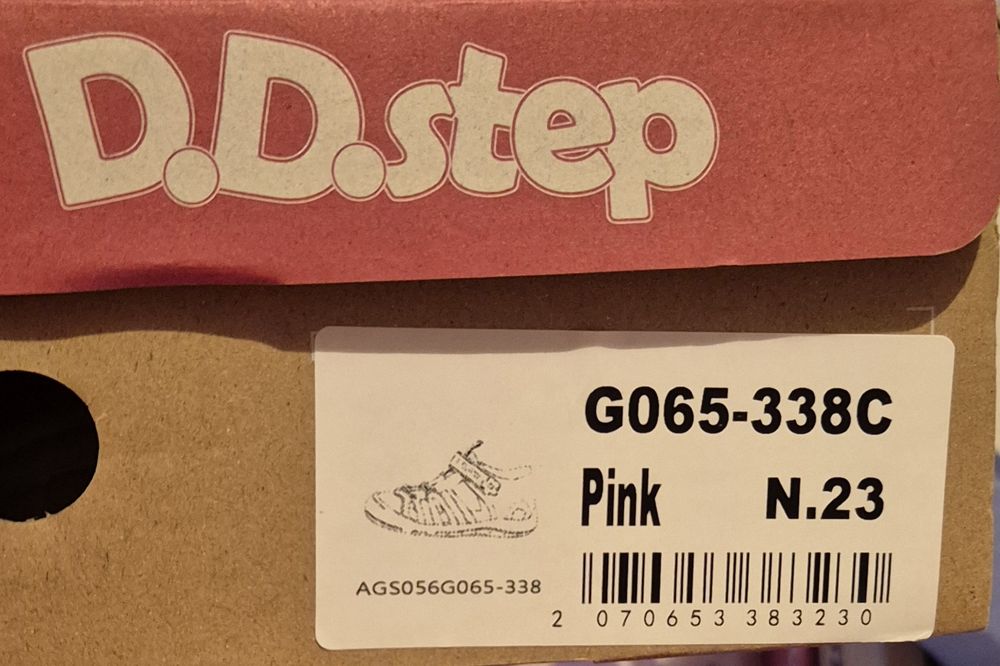 D.D.step
G065-338C
Pink N.23
AGS056G065-338
2 070653 383230